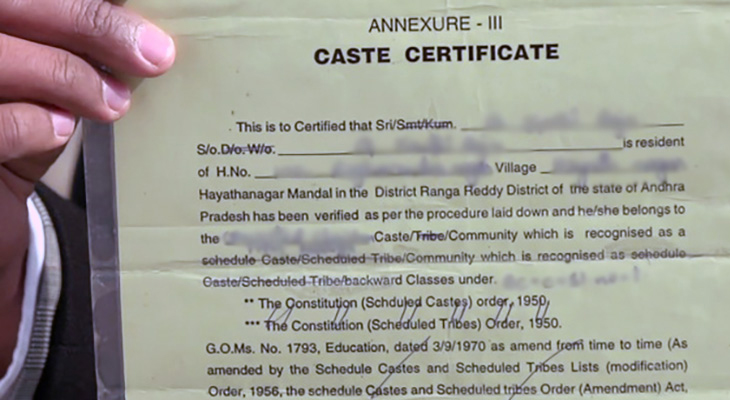 ANNEXURE - III
CASTE CERTIFICATE
This is to Certified that Sri/Smt/Kum.
S/o.D/o. W/o: is resident
of H.No. Village
Hayathanagar Mandal in the District Ranga Reddy District of the state of Andhra
Pradesh has been verified as per the procedure laid down and he/she belongs to
the Caste/Tribe/Community which is recognised as a
schedule Caste/Scheduled Tribe/Community which is recognised as schedule
Caste/Scheduled Tribe/backward Classes under.
** The Constitution (Schduled Castes) order, 1950,
*** The Constitution (Scheduled Tribes) Order, 1950.
G.O.Ms. No. 1793, Education, dated 3/9/1970 as amend from time to time (As
amended by the Schedule Castes and Scheduled Tribes Lists (modification)
Order, 1956, the schedule Castes and Scheduled tribes Order (Amendment) Act,